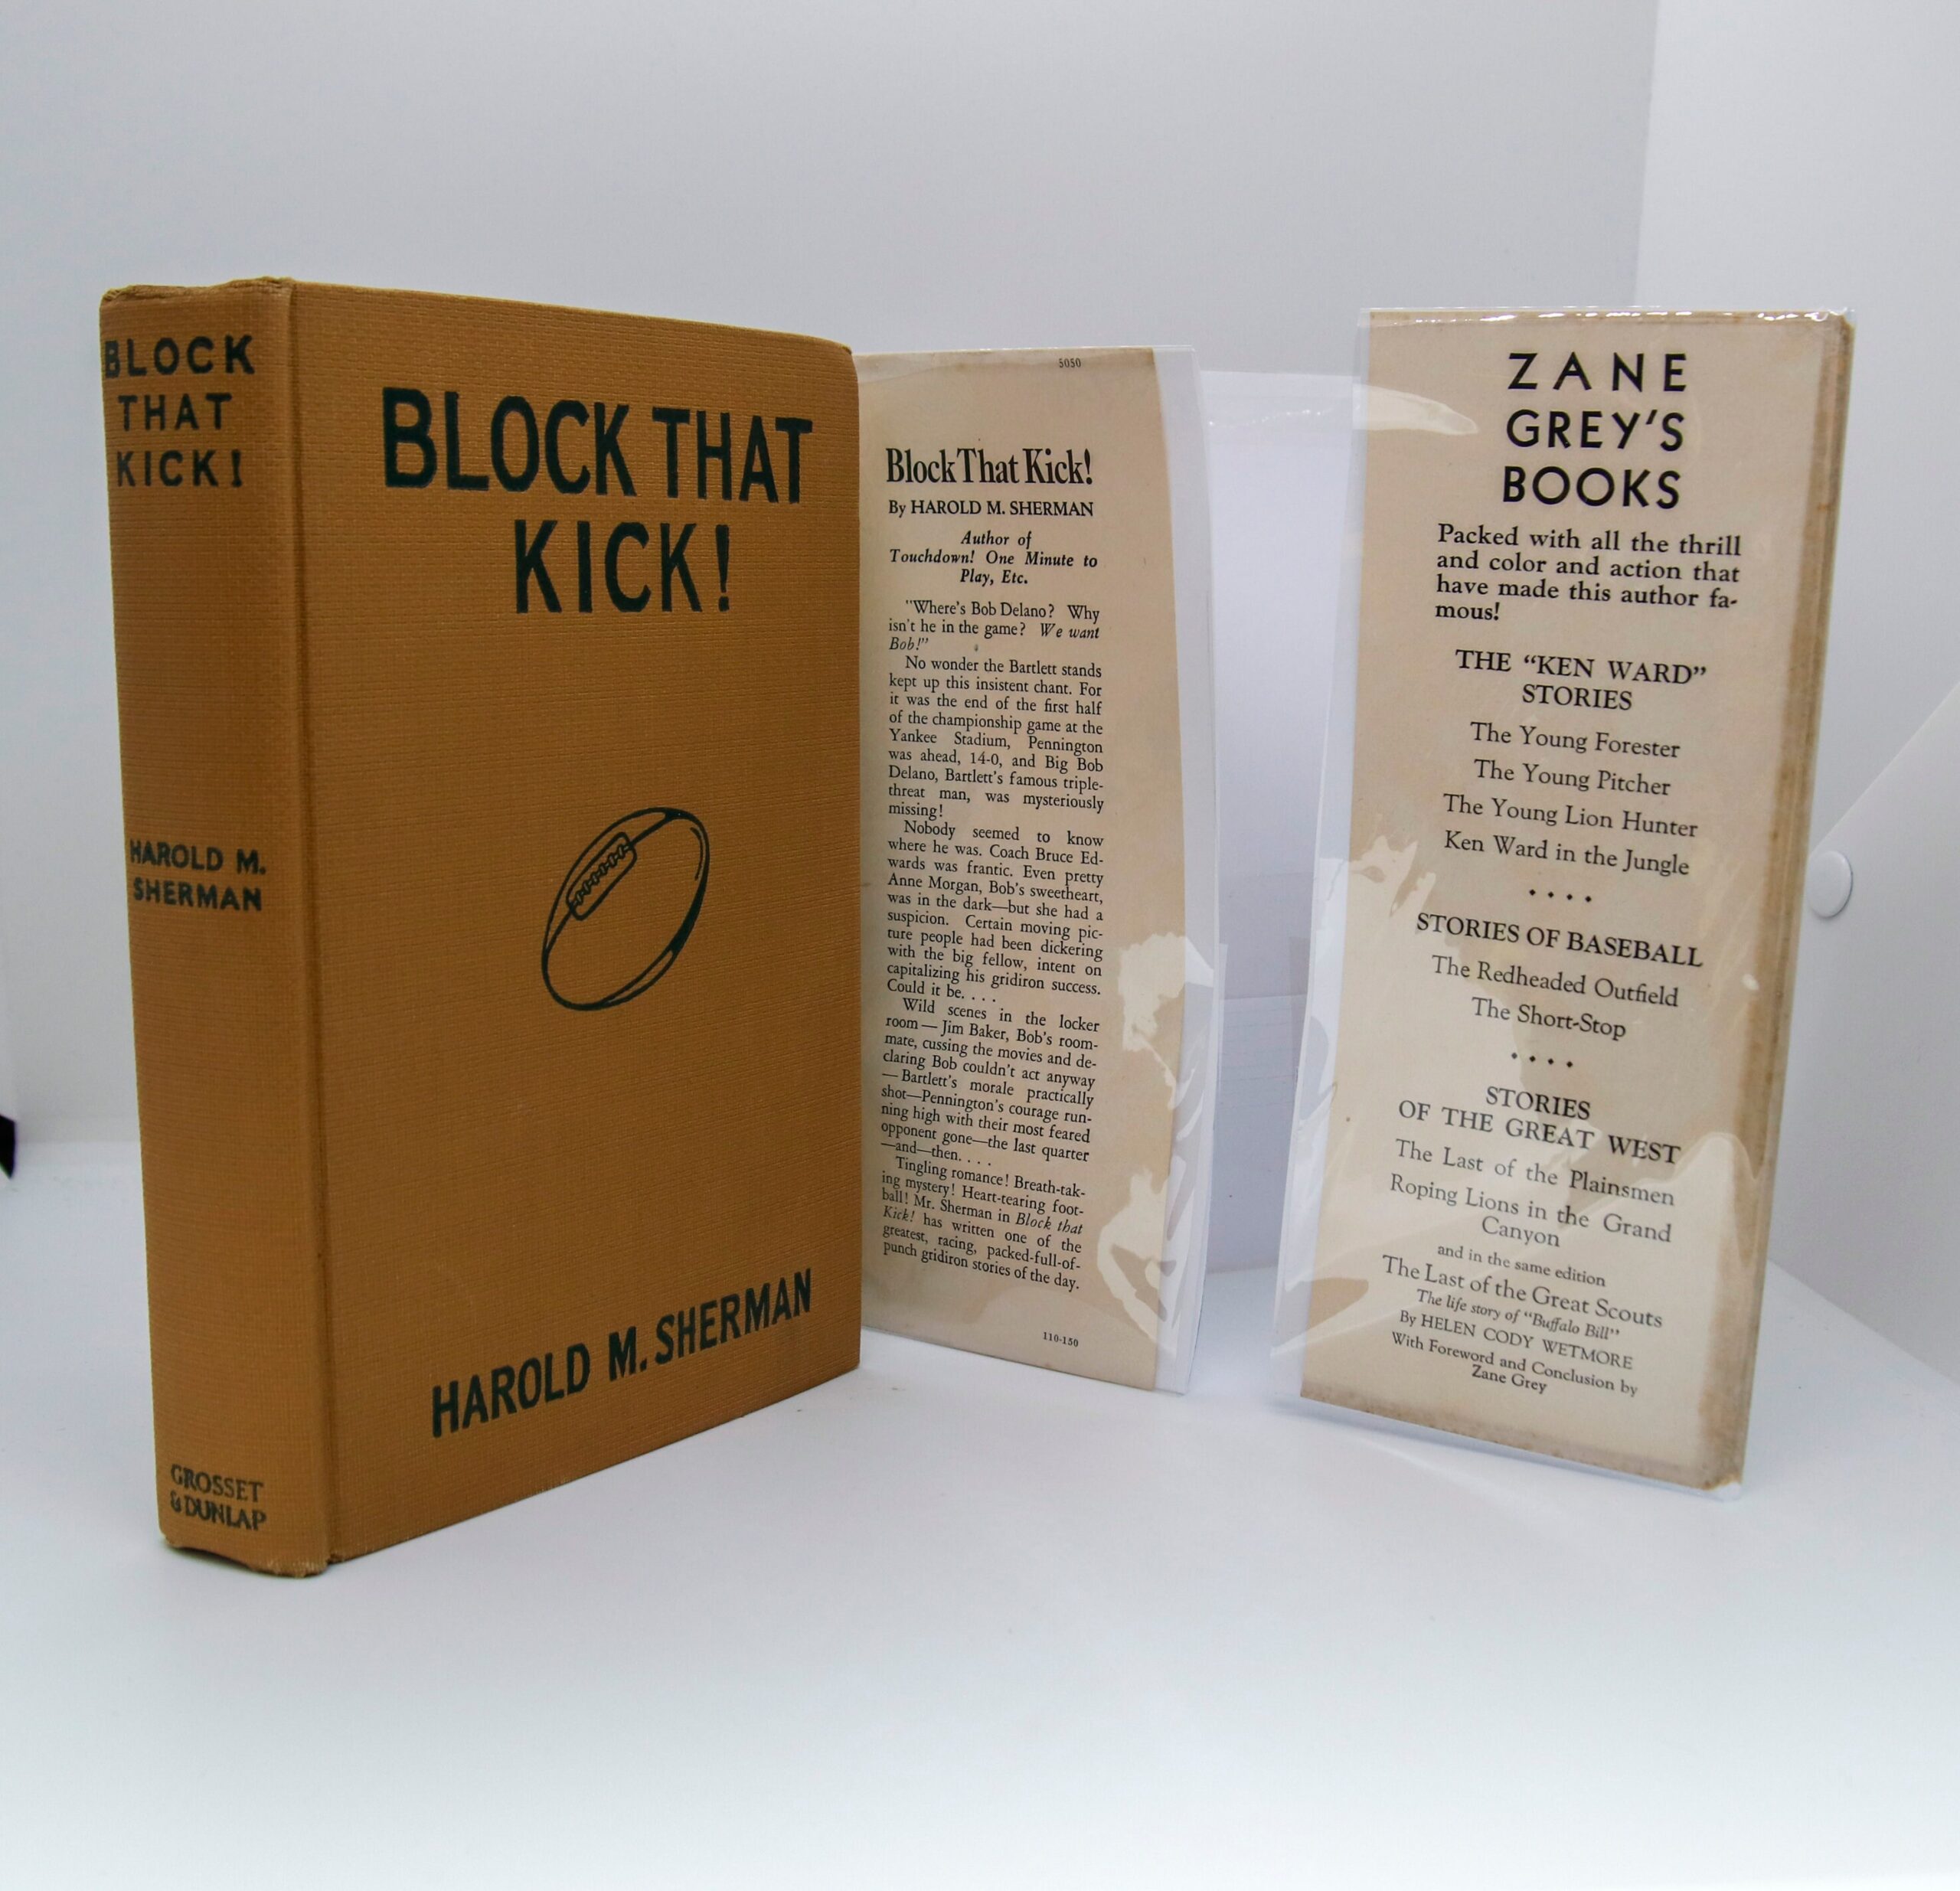 BLOCK
THAT
KICK!
HAROLD M.
SHERMAN
GROSSET
& DUNLAP
BLOCK THAT
KICK!
HAROLD M. SHERMAN
5050
Block That Kick!
By HAROLD M. SHERMAN
Author of
Touchdown! One Minute to
Play, Etc.
"Where's Bob Delano? Why
isn't he in the game? We want
Bob!"
No wonder the Bartlett stands
kept up this insistent chant. For
it was the end of the first half
of the championship game at the
Yankee Stadium, Pennington
was ahead, 14-0, and Big Bob
Delano, Bartlett's famous triple-
threat man, was mysteriously
missing!
Nobody seemed to know
where he was. Coach Bruce Ed-
wards was frantic. Even pretty
Anne Morgan, Bob's sweetheart,
was in the dark—but she had a
suspicion. Certain moving pic-
ture people had been dickering
with the big fellow, intent on
capitalizing his gridiron success.
Could it be. . . .
Wild scenes in the locker
room — Jim Baker, Bob's room-
mate, cussing the movies and de-
claring Bob couldn't act anyway
— Bartlett's morale practically
shot—Pennington's courage run-
ning high with their most feared
opponent gone—the last quarter
—and—then. . . .
Tingling romance! Breath-tak-
ing mystery! Heart-tearing foot-
ball! Mr. Sherman in Block that
Kick! has written one of the
greatest, racing, packed-full-of-
punch gridiron stories of the day.
110-150
ZANE
GREY'S
BOOKS
Packed with all the thrill
and color and action that
have made this author fa-
mous!
THE “KEN WARD”
STORIES
The Young Forester
The Young Pitcher
The Young Lion Hunter
Ken Ward in the Jungle
• • • •
STORIES OF BASEBALL
The Redheaded Outfield
The Short-Stop
• • • •
STORIES
OF THE GREAT WEST
The Last of the Plainsmen
Roping Lions in the Grand
Canyon
and in the same edition
The Last of the Great Scouts
The life story of “Buffalo Bill”
By HELEN CODY WETMORE
With Foreword and Conclusion by
Zane Grey